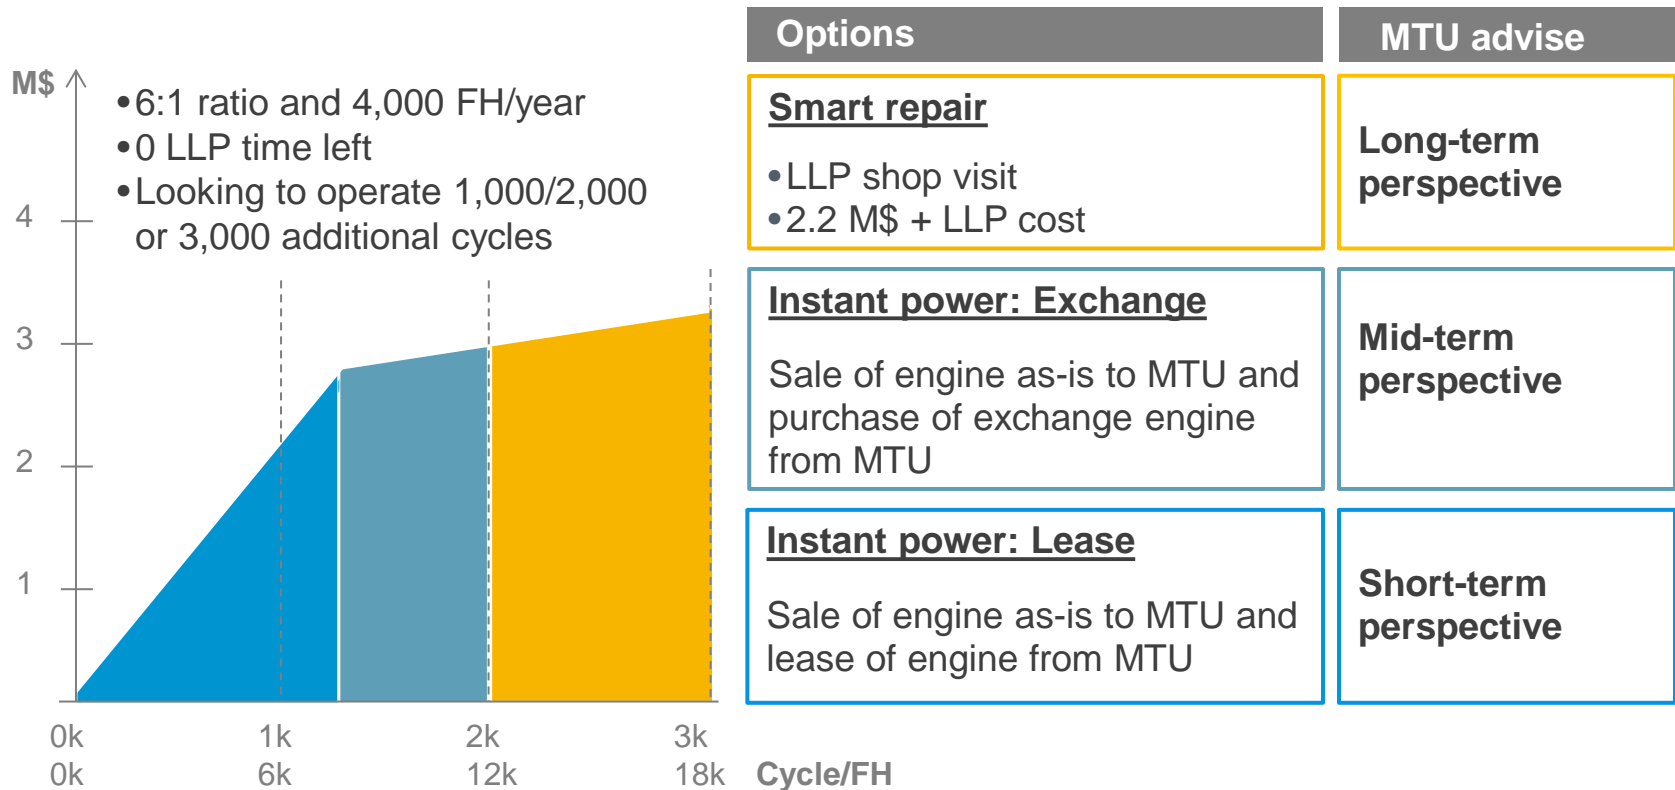 M$
•6:1 ratio and 4,000 FH/year
•0 LLP time left
•Looking to operate 1,000/2,000
or 3,000 additional cycles
4
3
2
1
0k 1k 2k 3k
0k 6k 12k 18k Cycle/FH
Options MTU advise
Smart repair
•LLP shop visit
•2.2 M$ + LLP cost
Long-term
perspective
Instant power: Exchange
Sale of engine as-is to MTU and
purchase of exchange engine
from MTU
Mid-term
perspective
Instant power: Lease
Sale of engine as-is to MTU and
lease of engine from MTU
Short-term
perspective